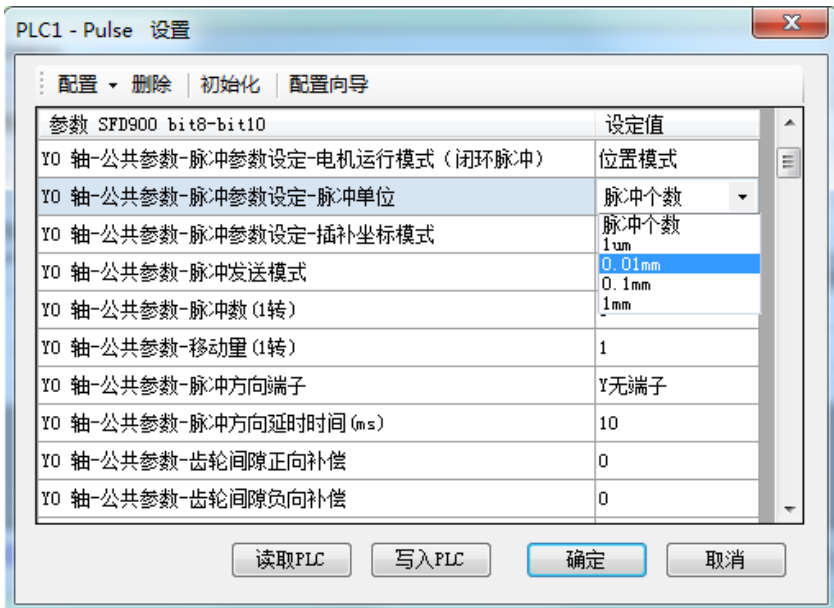 PLC1 - Pulse 设置
配置 删除 初始化 配置向导
参数 SFD900 bit8-bit10 设定值
Y0 轴-公共参数-脉冲参数设定-电机运行模式（闭环脉冲） 位置模式
Y0 轴-公共参数-脉冲参数设定-脉冲单位 脉冲个数
脉冲个数
1um
Y0 轴-公共参数-脉冲参数设定-插补坐标模式
0.01mm
Y0 轴-公共参数-脉冲发送模式
0.1mm
1mm
Y0 轴-公共参数-脉冲数(1转)
Y0 轴-公共参数-移动量(1转) 1
Y0 轴-公共参数-脉冲方向端子 Y无端子
Y0 轴-公共参数-脉冲方向延时时间(ms) 10
Y0 轴-公共参数-齿轮间隙正向补偿 0
Y0 轴-公共参数-齿轮间隙负向补偿 0
读取PLC 写入PLC 确定 取消